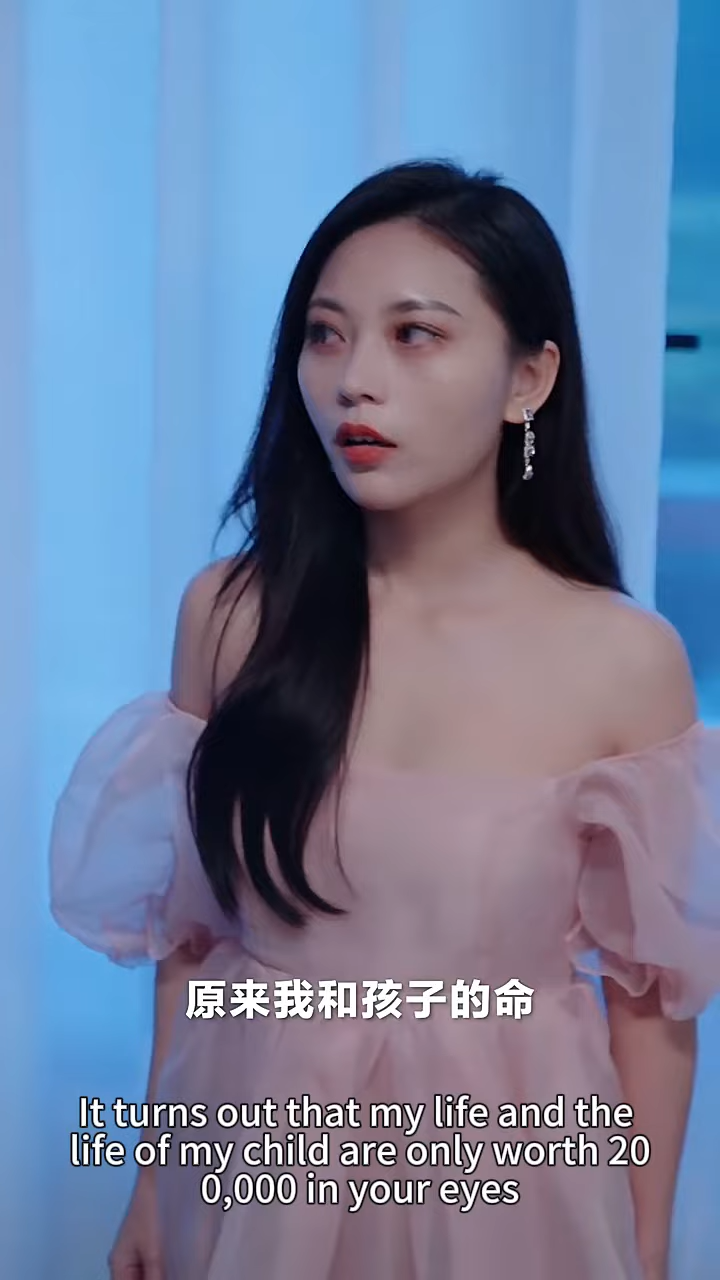 原来我和孩子的命
It turns out that my life and the
life of my child are only worth 20
0,000 in your eyes